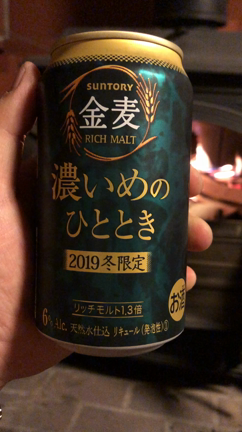 SUNTORY
金麦
RICH MALT
濃いめの
ひととき
2019冬限定
お酒
リッチモルト1.3倍
6% Alc. 天然水仕込 リキュール(発泡性)①